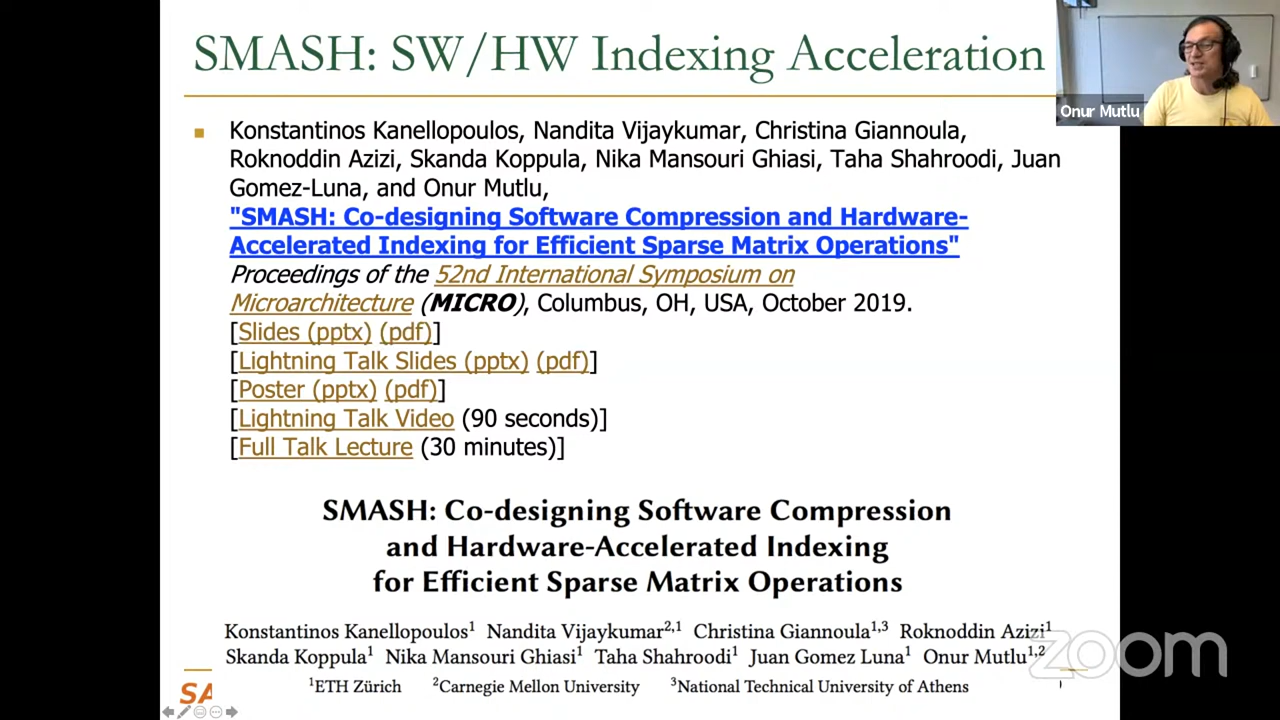 SMASH: SW/HW Indexing Acceleration
Onur Mutlu
Konstantinos Kanellopoulos, Nandita Vijaykumar, Christina Giannoula,
Roknoddin Azizi, Skanda Koppula, Nika Mansouri Ghiasi, Taha Shahroodi, Juan
Gomez-Luna, and Onur Mutlu,
"SMASH: Co-designing Software Compression and Hardware-
Accelerated Indexing for Efficient Sparse Matrix Operations"
Proceedings of the 52nd International Symposium on
Microarchitecture (MICRO), Columbus, OH, USA, October 2019.
[Slides (pptx) (pdf)]
[Lightning Talk Slides (pptx) (pdf)]
[Poster (pptx) (pdf)]
[Lightning Talk Video (90 seconds)]
[Full Talk Lecture (30 minutes)]
SMASH: Co-designing Software Compression
and Hardware-Accelerated Indexing
for Efficient Sparse Matrix Operations
Konstantinos Kanellopoulos¹ Nandita Vijaykumar²,¹ Christina Giannoula¹,³ Roknoddin Azizi¹
Skanda Koppula¹ Nika Mansouri Ghiasi¹ Taha Shahroodi¹ Juan Gomez Luna¹ Onur Mutlu¹,²
¹ETH Zürich ²Carnegie Mellon University ³National Technical University of Athens
SA
zoom